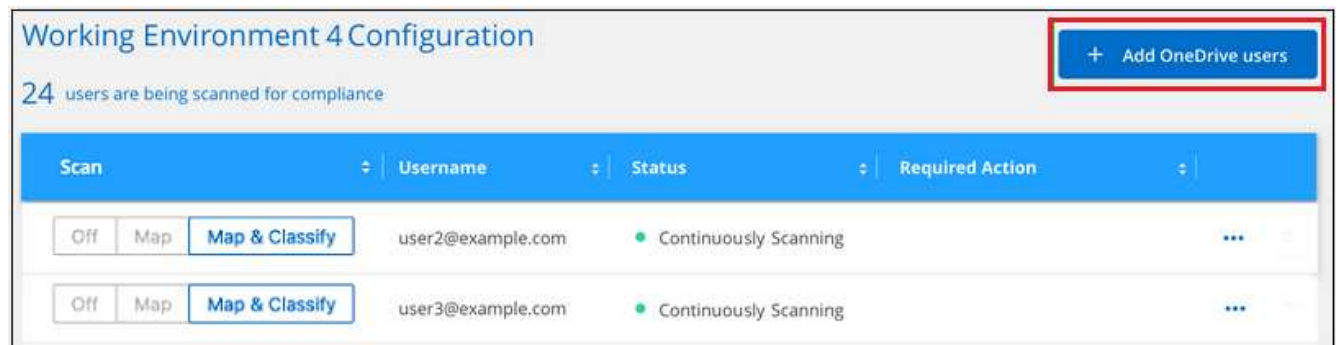 Working Environment 4 Configuration
+ Add OneDrive users
24 users are being scanned for compliance
Scan Username Status Required Action
Off Map Map & Classify user2@example.com Continuously Scanning ...
Off Map Map & Classify user3@example.com Continuously Scanning ...